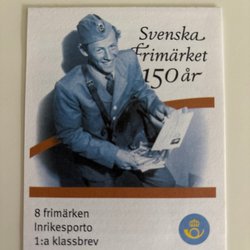 Svenska
frimärket
150 år
8 frimärken
Inrikesporto
1:a klassbrev